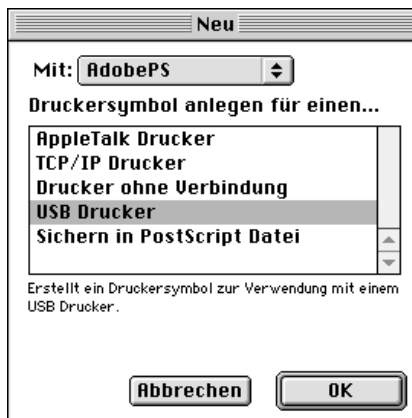 Neu
Mit: AdobePS
Druckersymbol anlegen für einen...
AppleTalk Drucker
TCP/IP Drucker
Drucker ohne Verbindung
USB Drucker
Sichern in PostScript Datei
Erstellt ein Druckersymbol zur Verwendung mit einem
USB Drucker.
Abbrechen OK